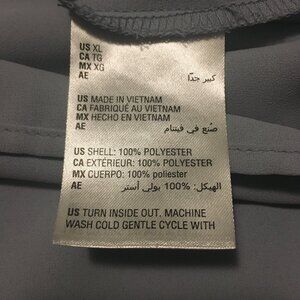 US XL
CA TG
MX XG
AE كبير جدًا
US MADE IN VIETNAM
CA FABRIQUÉ AU VIETNAM
MX HECHO EN VIETNAM
AE صُنع في فيتنام
US SHELL: 100% POLYESTER
CA EXTÉRIEUR: 100% POLYESTER
MX CUERPO: 100% poliester
AE الهيكل: 100% بولي أستر
US TURN INSIDE OUT. MACHINE
WASH COLD GENTLE CYCLE WITH